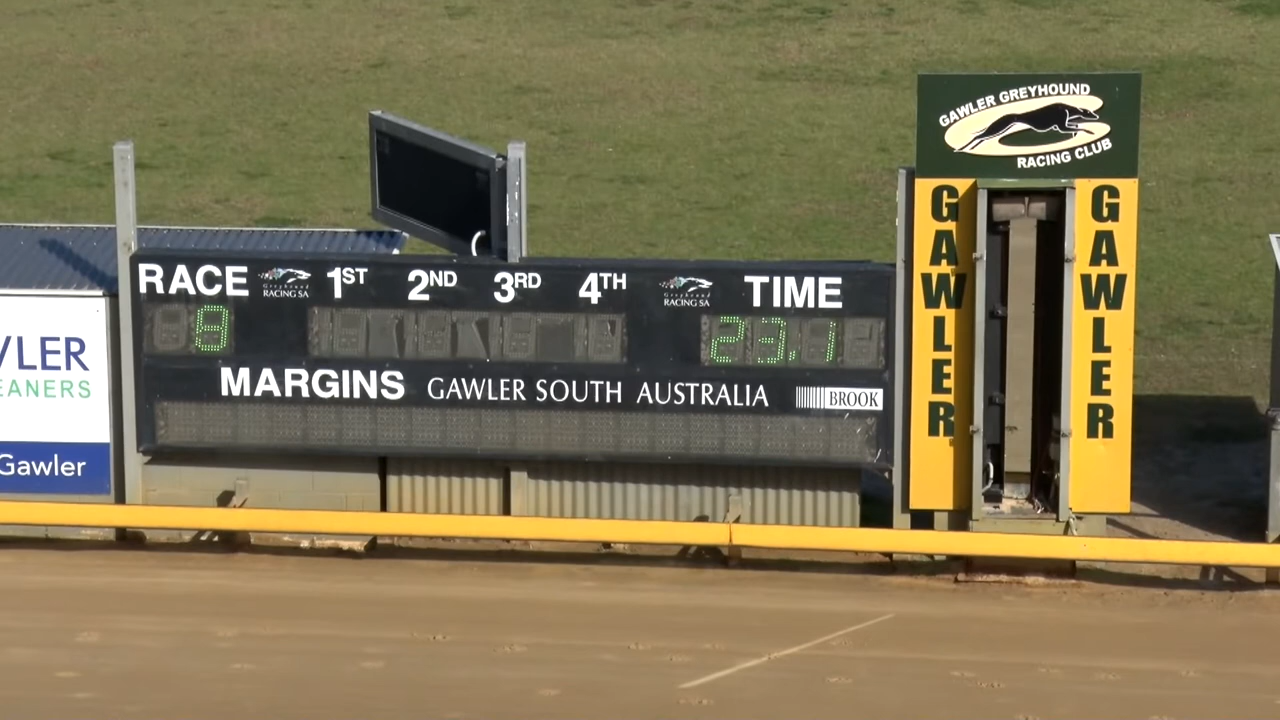 GAWLER GREYHOUND
RACING CLUB
GAWLER
GAWLER
RACE
Greyhound
RACING SA
1ST
2ND
3RD
4TH
Greyhound
RACING SA
TIME
8
23.1
MARGINS
GAWLER SOUTH AUSTRALIA
BROOK
LER
EANERS
Gawler